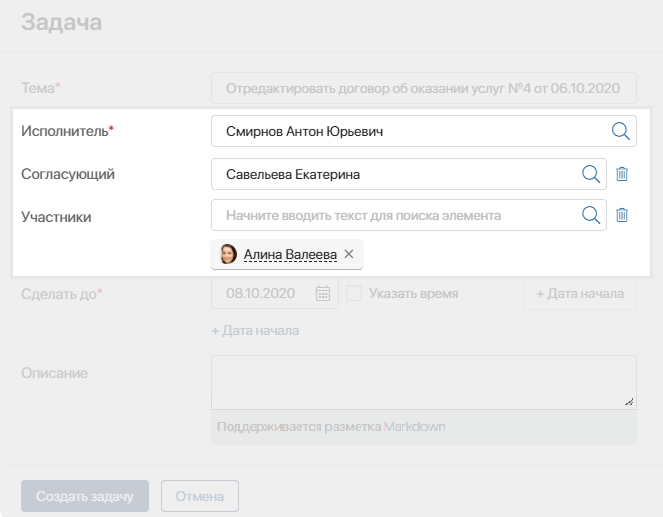 Задача
Тема* Отредактировать договор об оказании услуг №4 от 06.10.2020
Исполнитель* Смирнов Антон Юрьевич
Согласующий Савельева Екатерина
Участники Начните вводить текст для поиска элемента
Алина Валеева ×
Сделать до* 08.10.2020 Указать время + Дата начала
+ Дата начала
Описание
Поддерживается разметка Markdown
Создать задачу Отмена